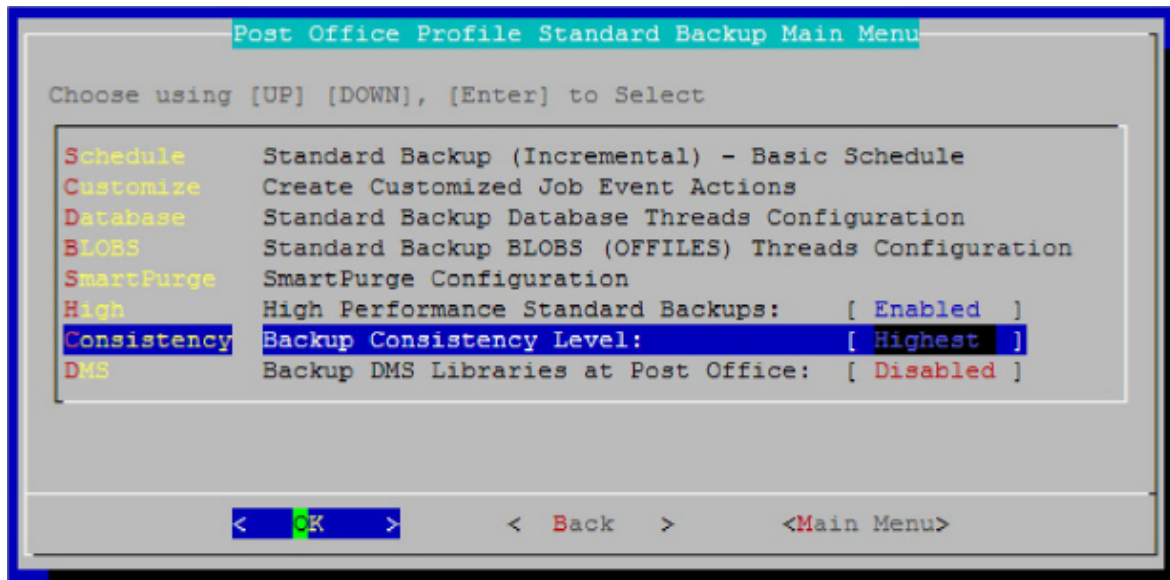 Post Office Profile Standard Backup Main Menu
Choose using [UP] [DOWN], [Enter] to Select
Schedule Standard Backup (Incremental) - Basic Schedule
Customize Create Customized Job Event Actions
Database Standard Backup Database Threads Configuration
BLOBS Standard Backup BLOBS (OFFILES) Threads Configuration
SmartPurge SmartPurge Configuration
High High Performance Standard Backups: [ Enabled ]
Consistency Backup Consistency Level: [ Highest ]
DMS Backup DMS Libraries at Post Office: [ Disabled ]
< OK > < Back > <Main Menu>